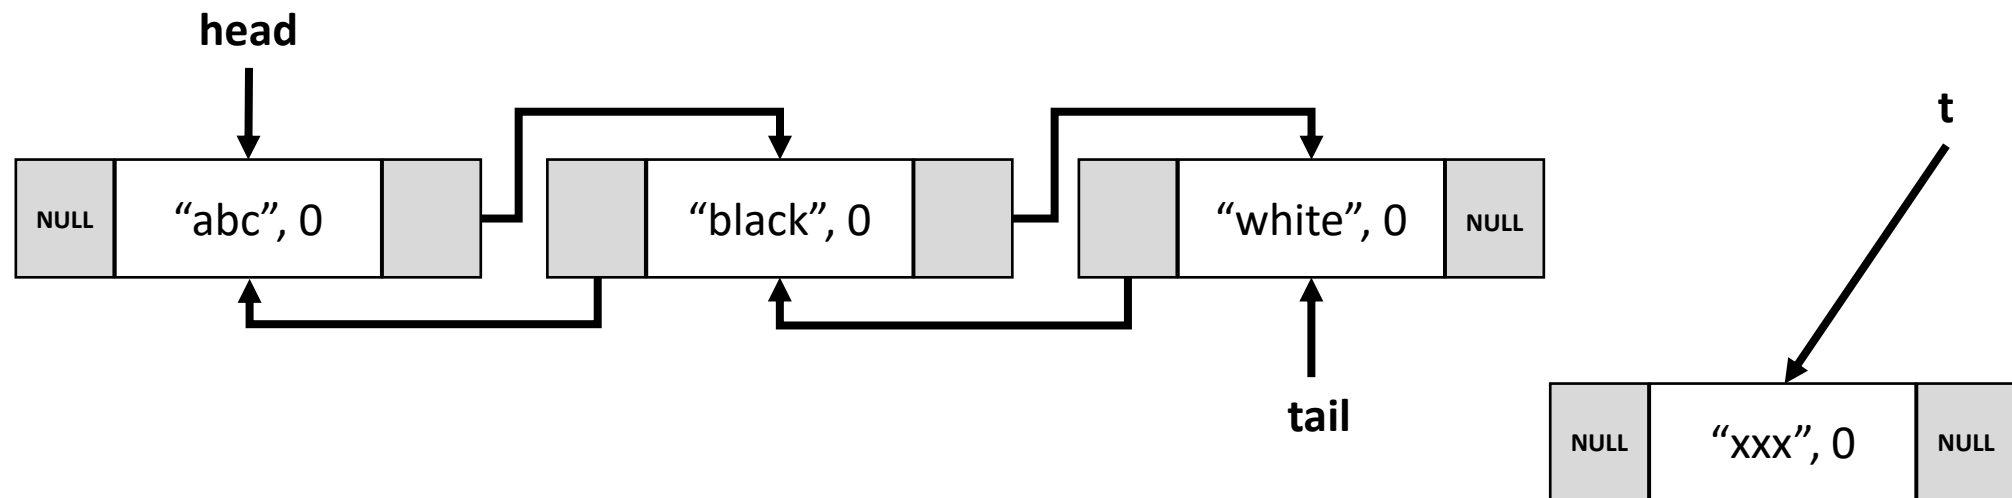 head
t
NULL
“abc”, 0
“black”, 0
“white”, 0
NULL
tail
NULL
“xxx”, 0
NULL